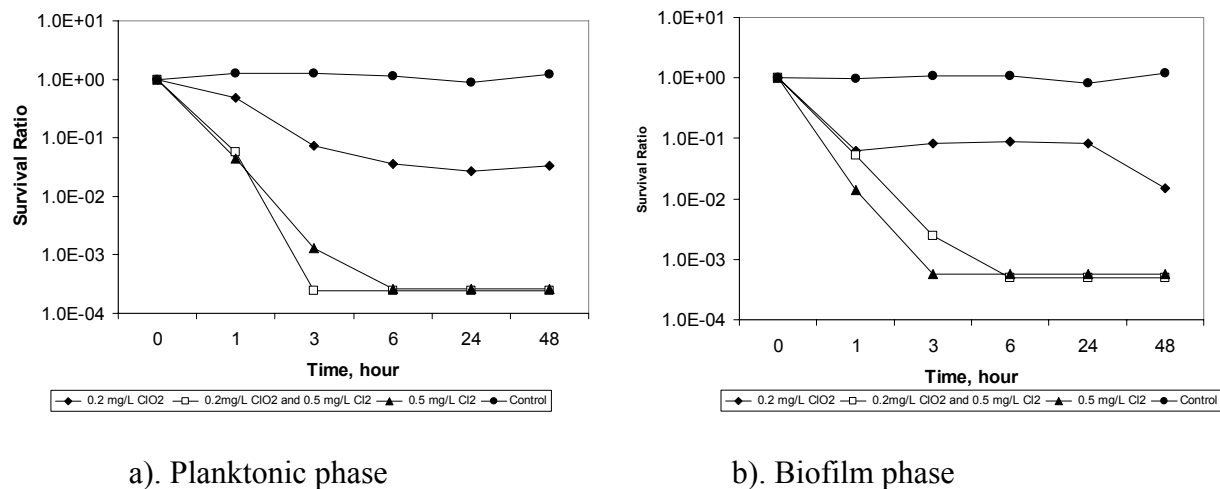 1.0E+01
1.0E+00
1.0E-01
1.0E-02
1.0E-03
1.0E-04
Survival Ratio
0 1 3 6 24 48
Time, hour
0.2 mg/L ClO2 0.2mg/L ClO2 and 0.5 mg/L Cl2 0.5 mg/L Cl2 Control
a). Planktonic phase
1.0E+01
1.0E+00
1.0E-01
1.0E-02
1.0E-03
1.0E-04
Survival Ratio
0 1 3 6 24 48
Time, hour
0.2 mg/L ClO2 0.2mg/L ClO2 and 0.5 mg/L Cl2 0.5 mg/L Cl2 Control
b). Biofilm phase